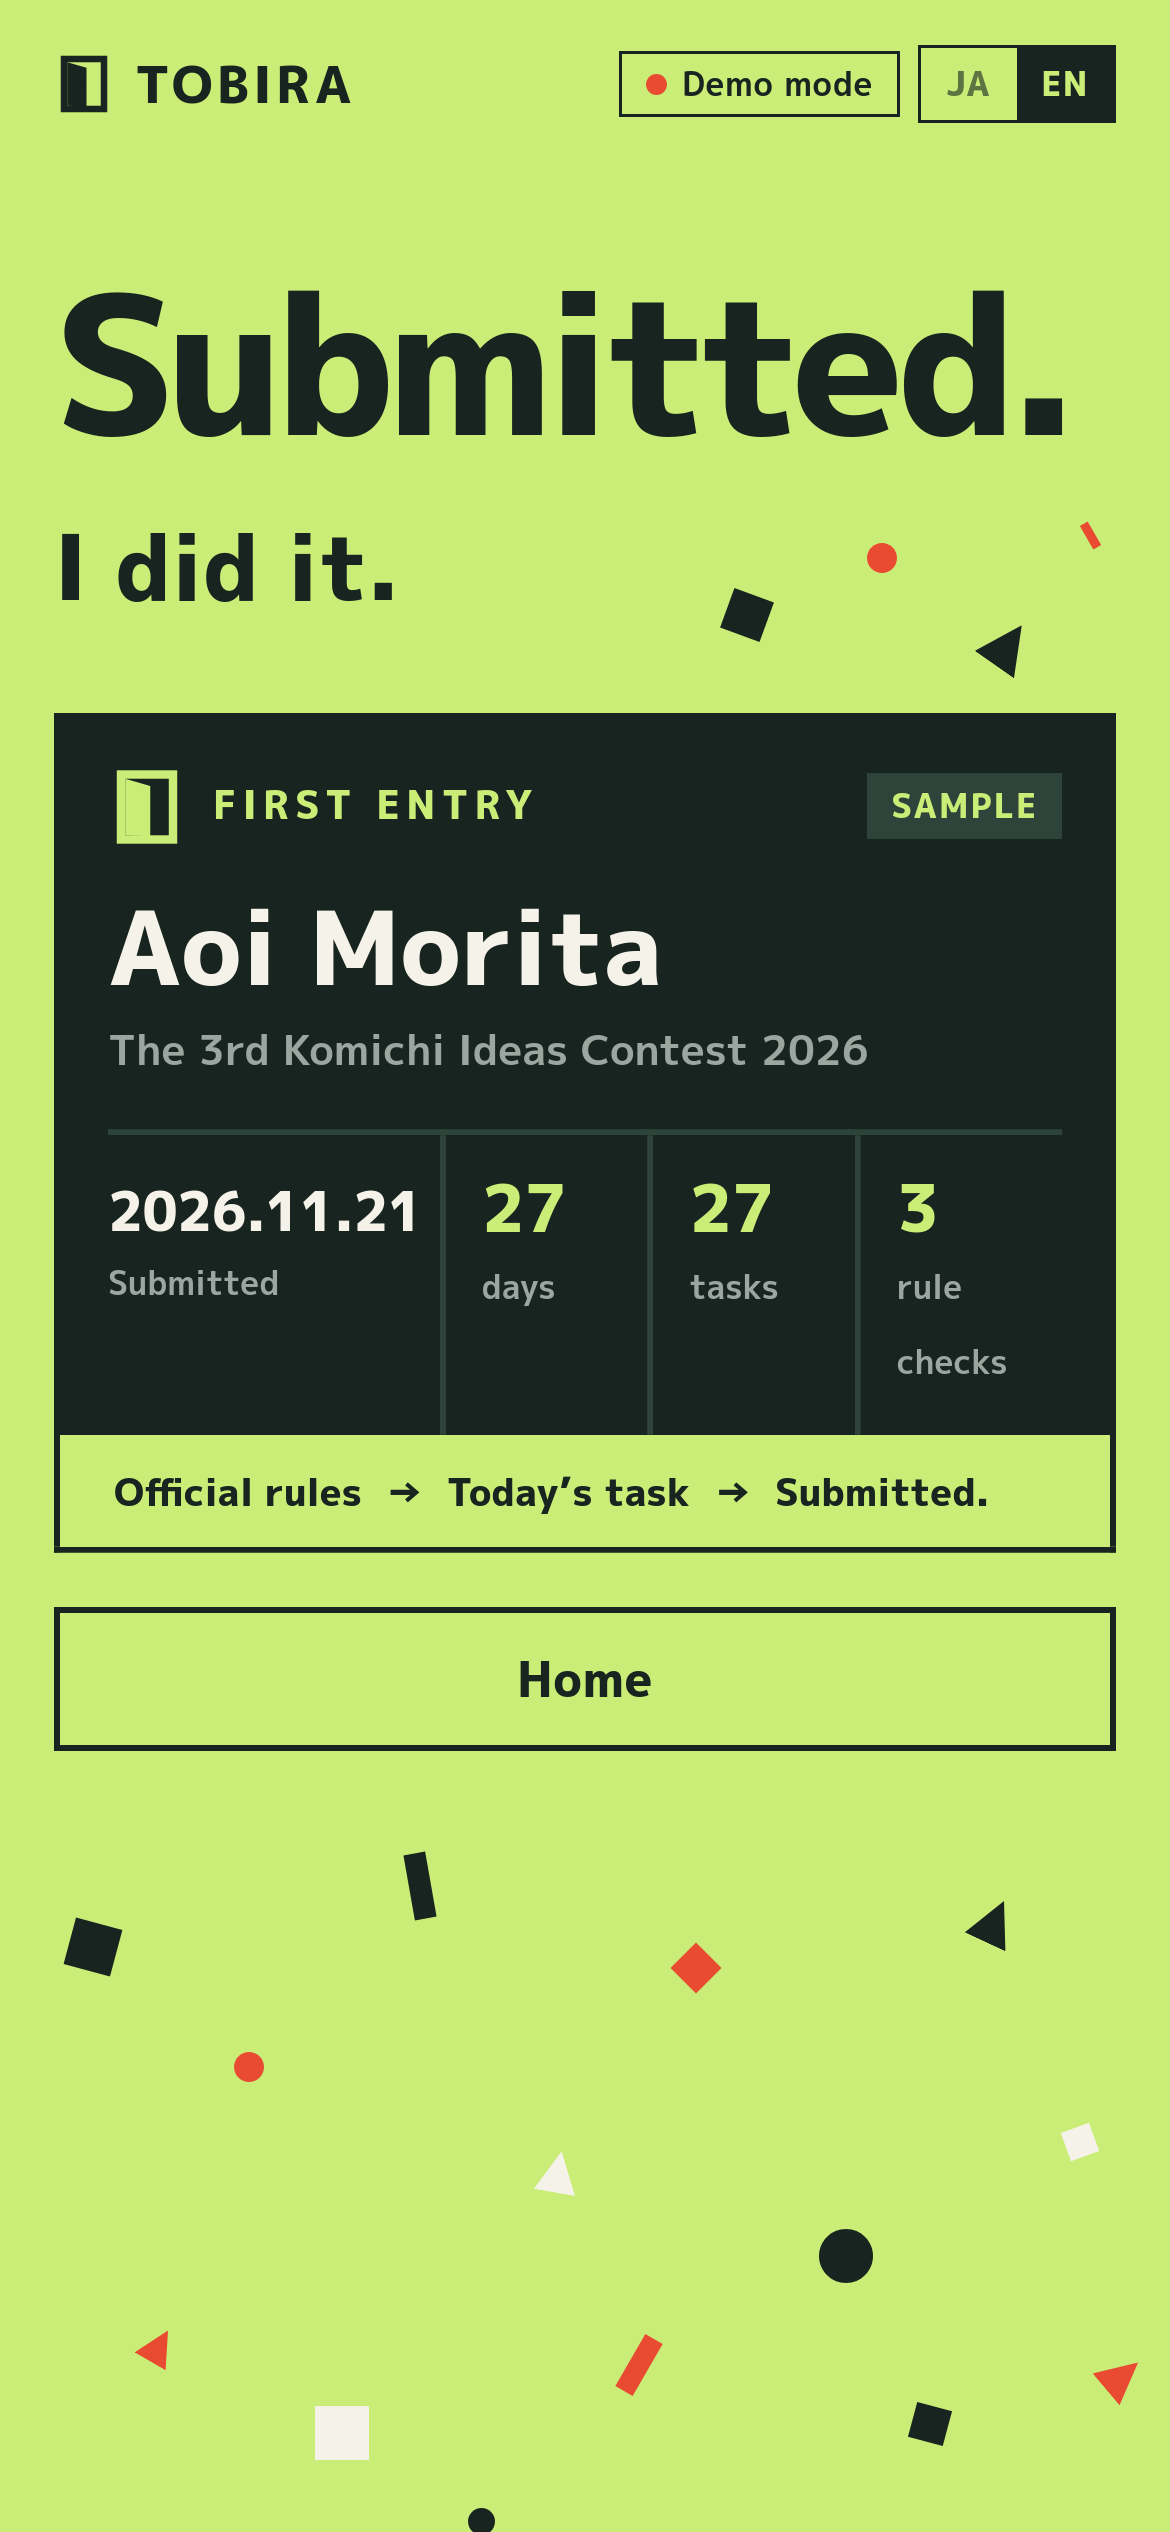 TOBIRA
Demo mode
JA EN
Submitted.
I did it.
FIRST ENTRY
SAMPLE
Aoi Morita
The 3rd Komichi Ideas Contest 2026
2026.11.21
Submitted
27
days
27
tasks
3
rule
checks
Official rules → Today’s task → Submitted.
Home